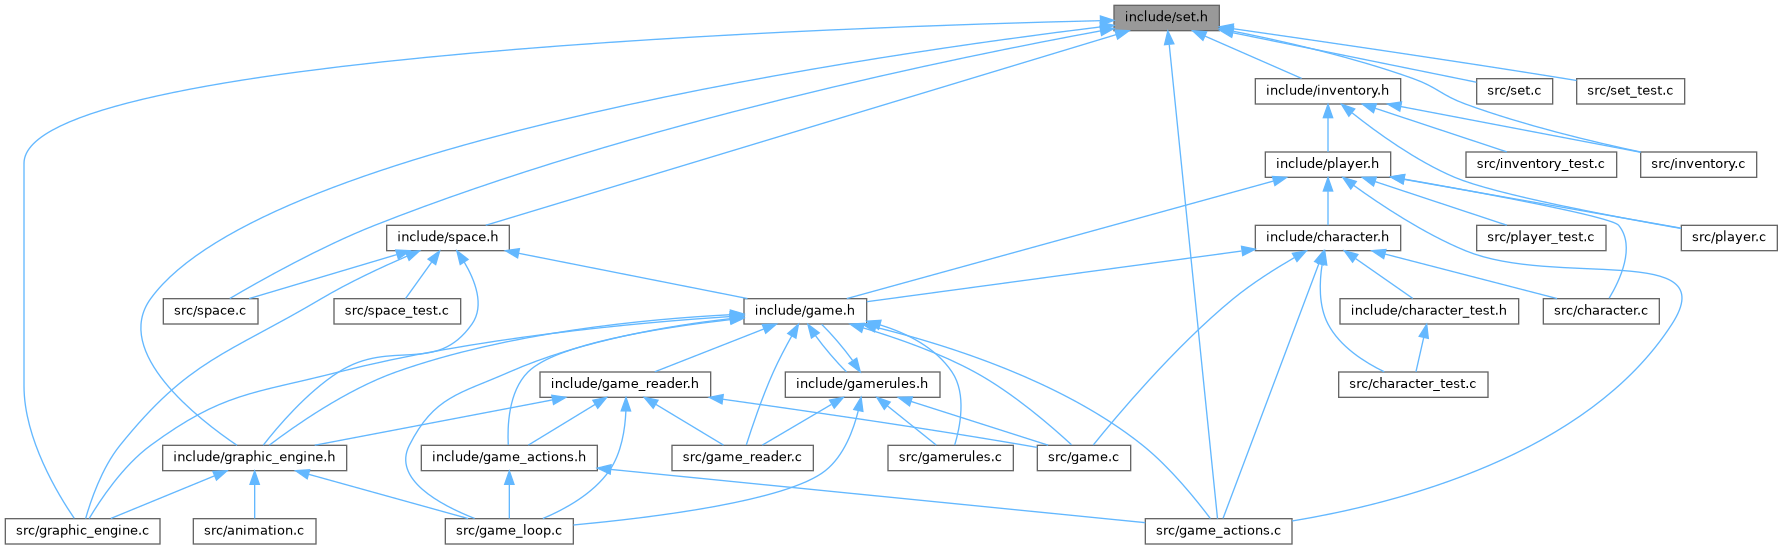 include/set.h
include/inventory.h
src/set.c
src/set_test.c
include/player.h
src/inventory_test.c
src/inventory.c
include/space.h
include/character.h
src/player_test.c
src/player.c
src/space.c
src/space_test.c
include/game.h
include/character_test.h
src/character.c
include/game_reader.h
include/gamerules.h
src/character_test.c
include/graphic_engine.h
include/game_actions.h
src/game_reader.c
src/gamerules.c
src/game.c
src/graphic_engine.c
src/animation.c
src/game_loop.c
src/game_actions.c